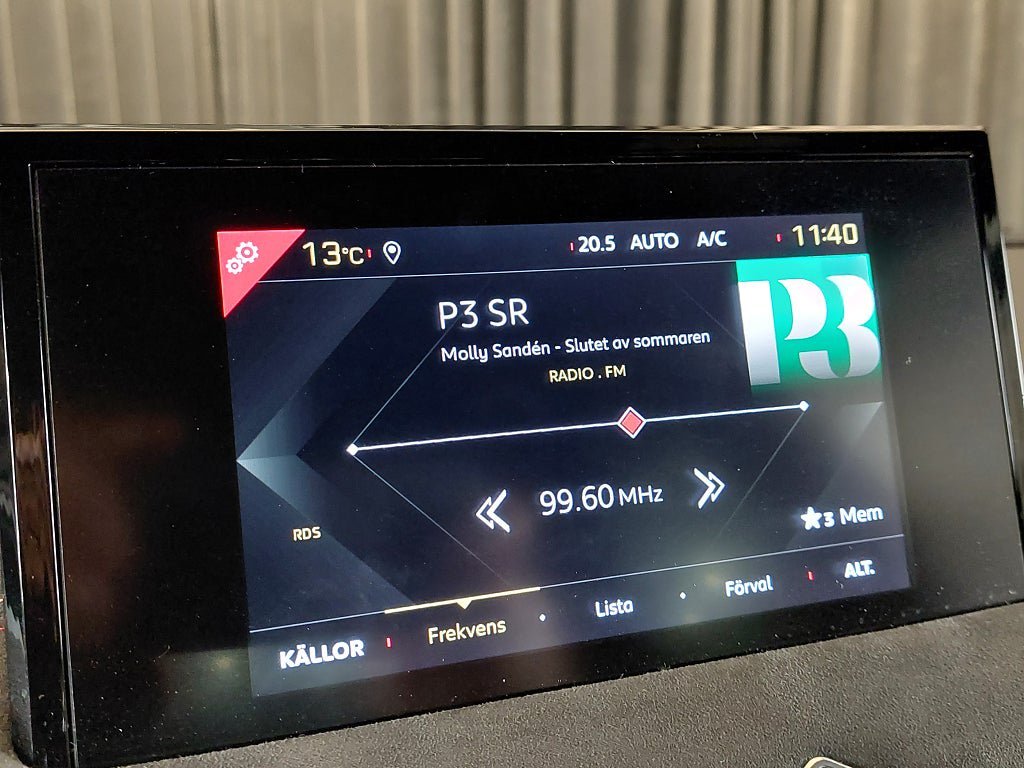 13°C 20.5 AUTO A/C 11:40
P3 SR
P3
Molly Sandén - Slutet av sommaren
RADIO . FM
99.60 MHz
RDS
3 Mem
KÄLLOR Frekvens Lista Förval ALT.